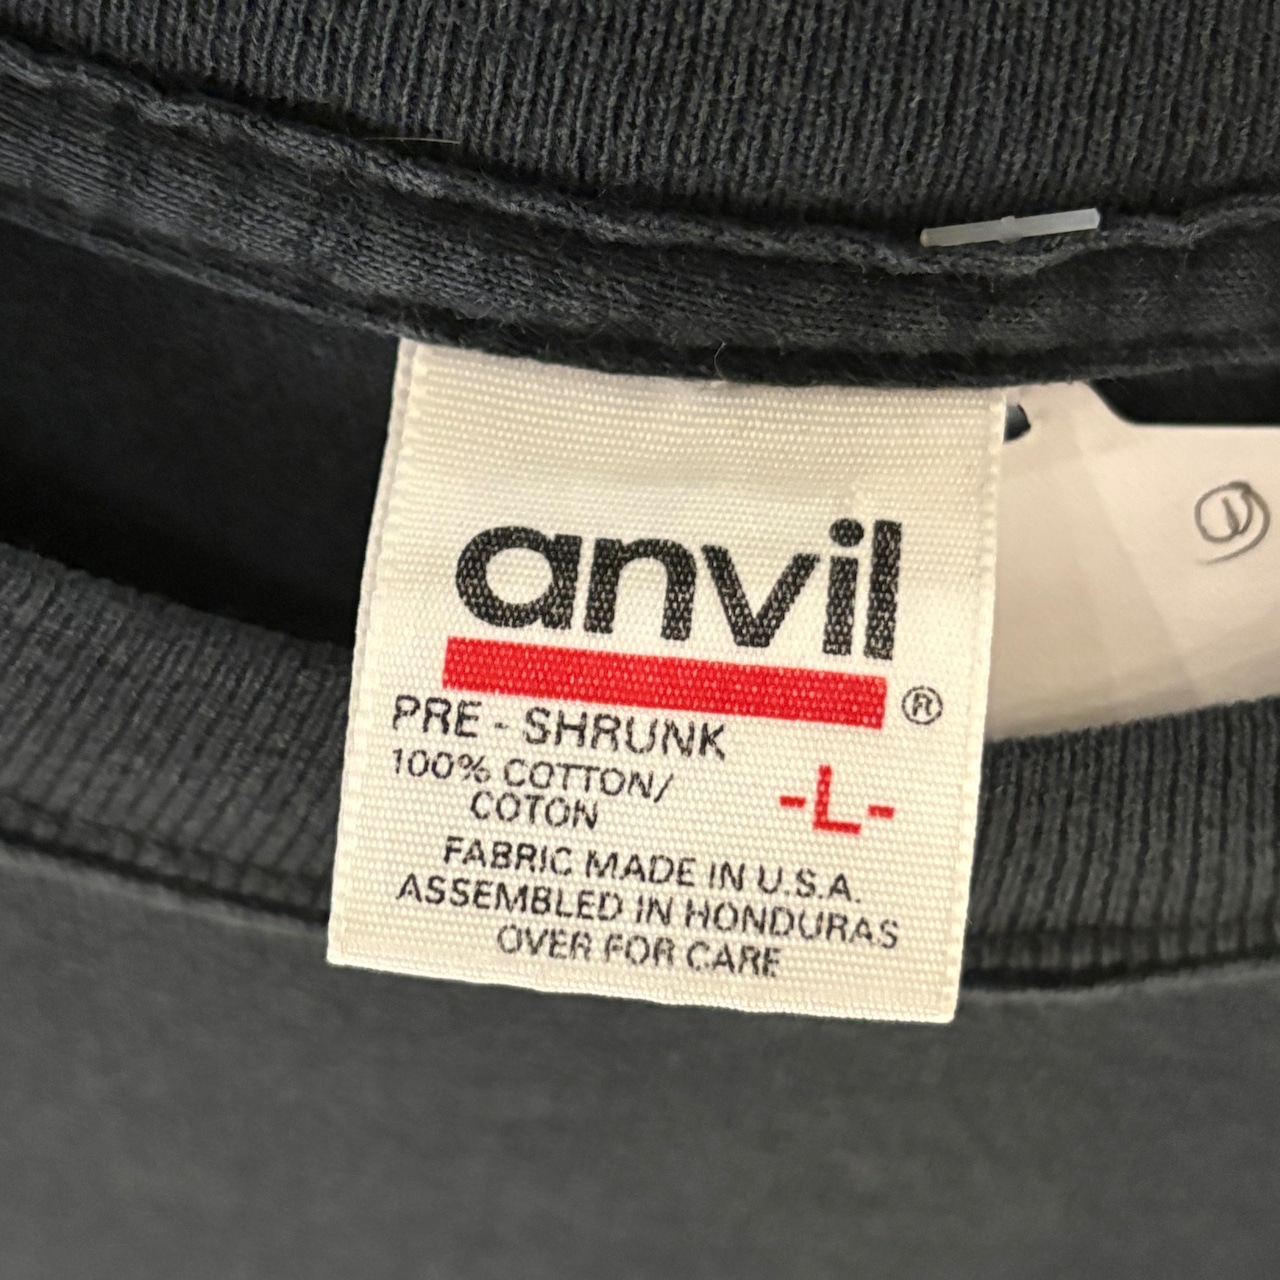 anvil
®
PRE - SHRUNK
100% COTTON/
COTON
-L-
FABRIC MADE IN U.S.A.
ASSEMBLED IN HONDURAS
OVER FOR CARE